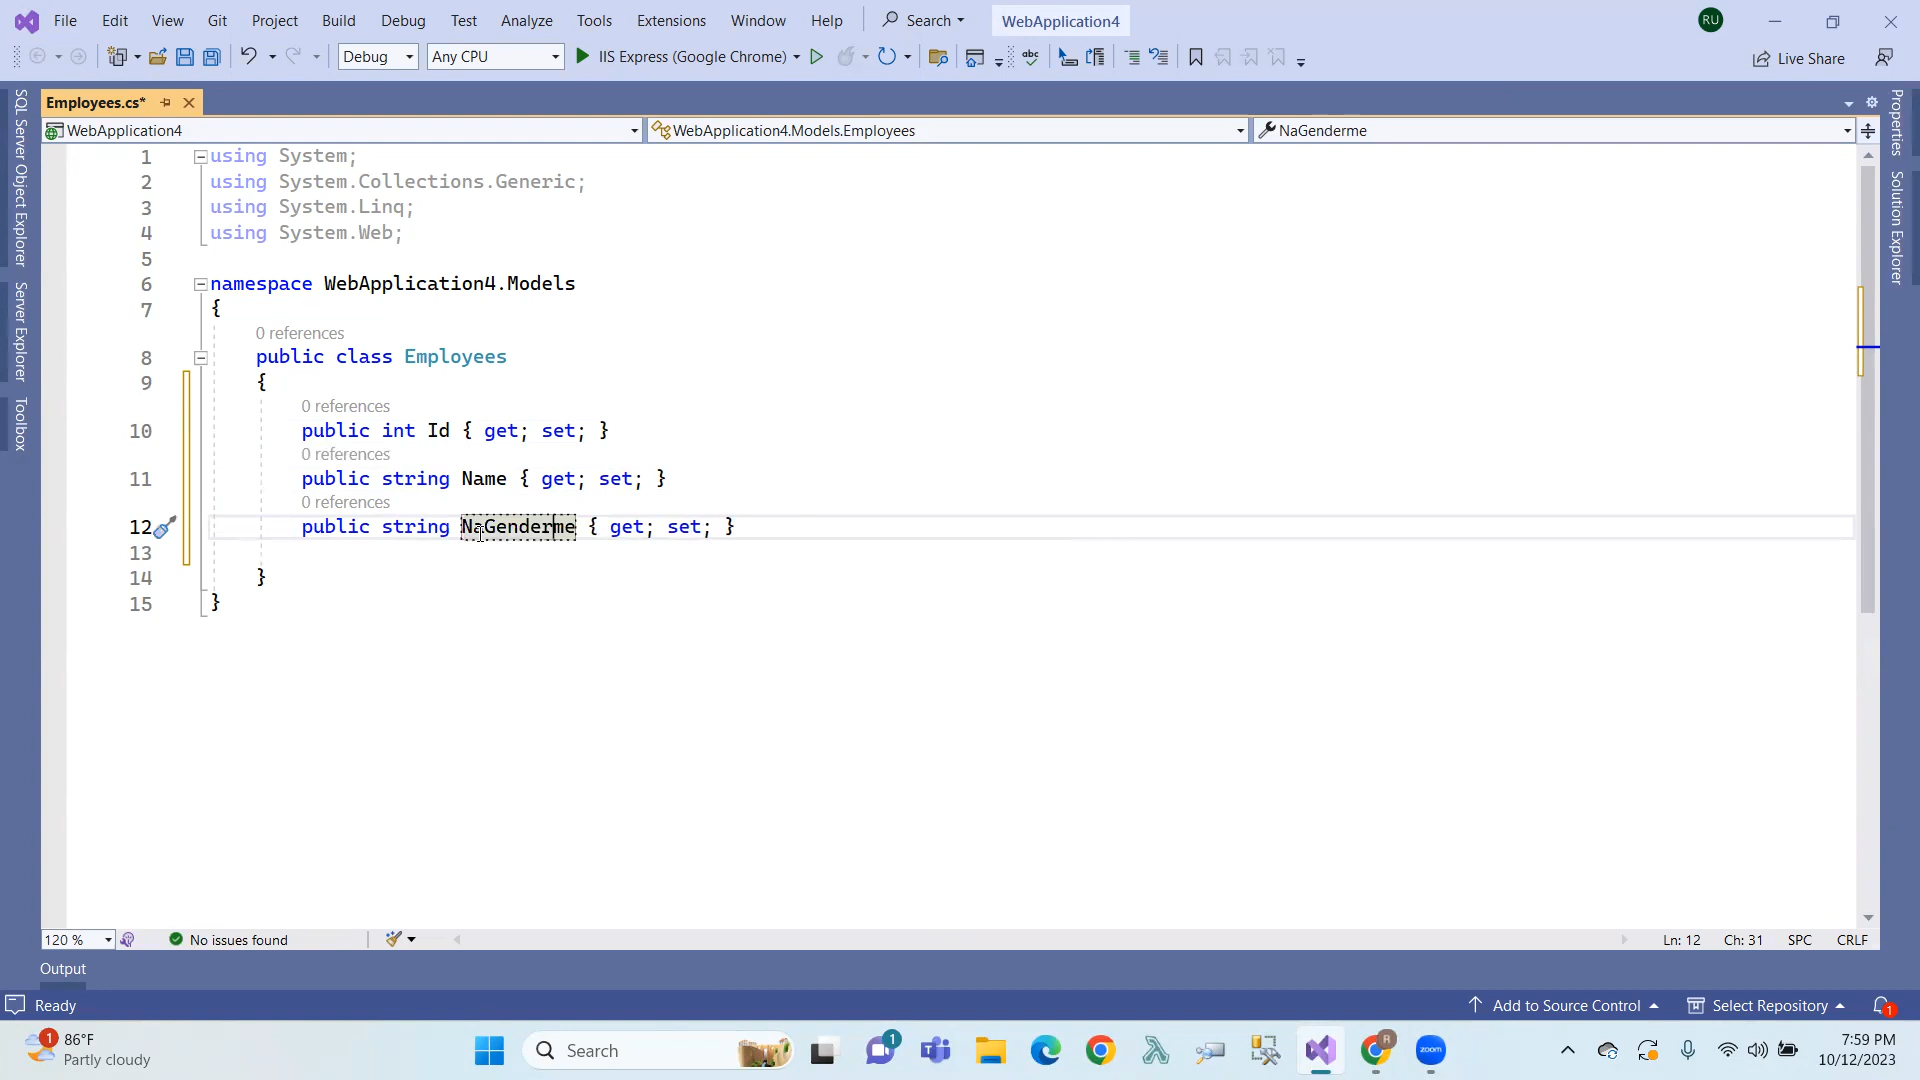 File Edit View Git Project Build Debug Test Analyze Tools Extensions Window Help Search WebApplication4 RU
Debug Any CPU IIS Express (Google Chrome) Live Share
Employees.cs*
WebApplication4 WebApplication4.Models.Employees NaGenderme
SQL Server Object Explorer
Server Explorer
Toolbox
Properties
Solution Explorer
1 using System;
2 using System.Collections.Generic;
3 using System.Linq;
4 using System.Web;
5
6 namespace WebApplication4.Models
7 {
0 references
8 public class Employees
9 {
0 references
10 public int Id { get; set; }
0 references
11 public string Name { get; set; }
0 references
12 public string NaGenderme { get; set; }
13
14 }
15 }
120 % No issues found Ln: 12 Ch: 31 SPC CRLF
Output
Ready Add to Source Control Select Repository 1
1 86°F
Partly cloudy
Search 1 R zoom
7:59 PM
10/12/2023